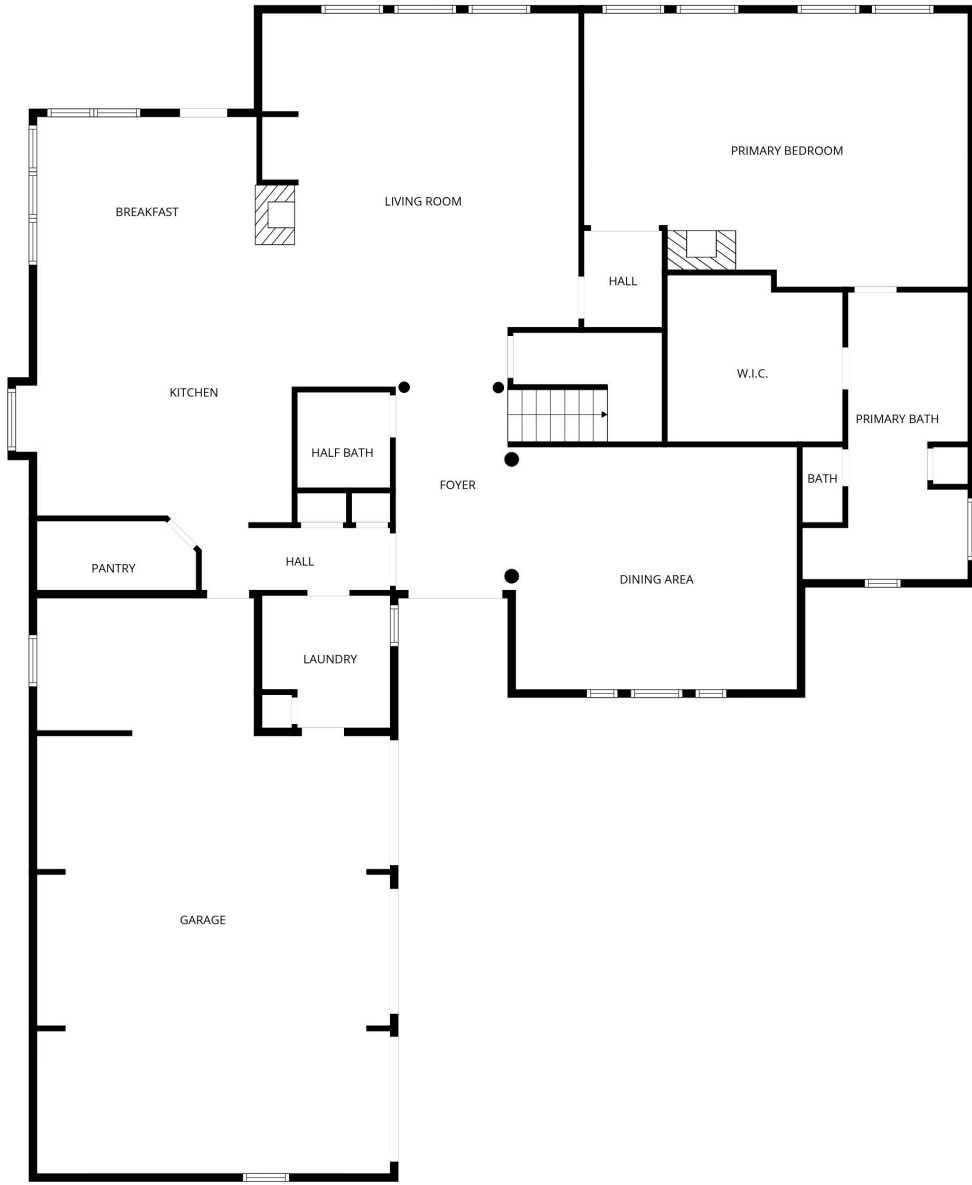 PRIMARY BEDROOM
LIVING ROOM
BREAKFAST
HALL
W.I.C.
KITCHEN
PRIMARY BATH
HALF BATH
BATH
FOYER
HALL
PANTRY
DINING AREA
LAUNDRY
GARAGE